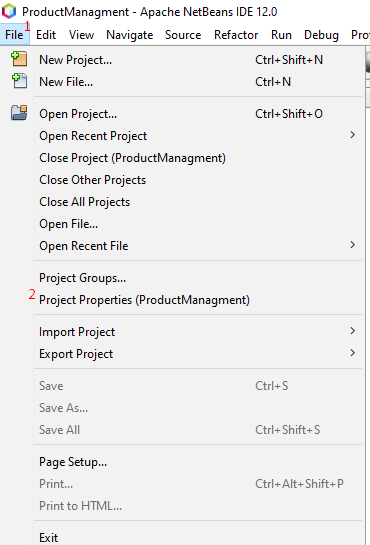 ProductManagment - Apache NetBeans IDE 12.0
1
File Edit View Navigate Source Refactor Run Debug
New Project... Ctrl+Shift+N
New File... Ctrl+N
Open Project... Ctrl+Shift+O
Open Recent Project
Close Project (ProductManagment)
Close Other Projects
Close All Projects
Open File...
Open Recent File
Project Groups...
2 Project Properties (ProductManagment)
Import Project
Export Project
Save Ctrl+S
Save As...
Save All Ctrl+Shift+S
Page Setup...
Print... Ctrl+Alt+Shift+P
Print to HTML...
Exit